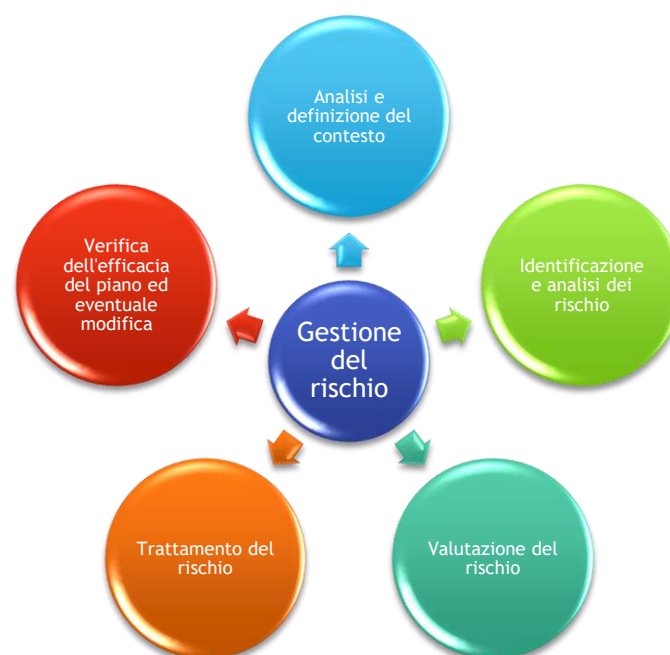 Analisi e
definizione del
contesto
Identificazione
e analisi dei
rischio
Valutazione del
rischio
Trattamento del
rischio
Verifica
dell'efficacia
del piano ed
eventuale
modifica
Gestione
del
rischio